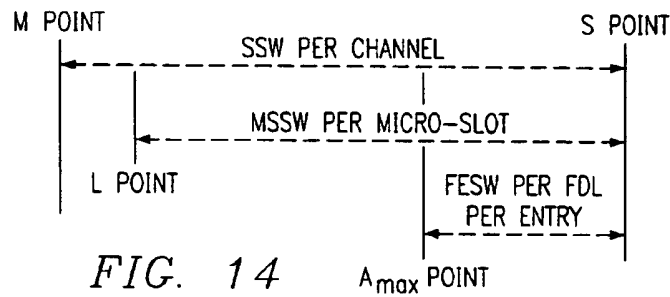 M POINT
S POINT
SSW PER CHANNEL
MSSW PER MICRO-SLOT
L POINT
FESW PER FDL
PER ENTRY
FIG. 14
Amax POINT